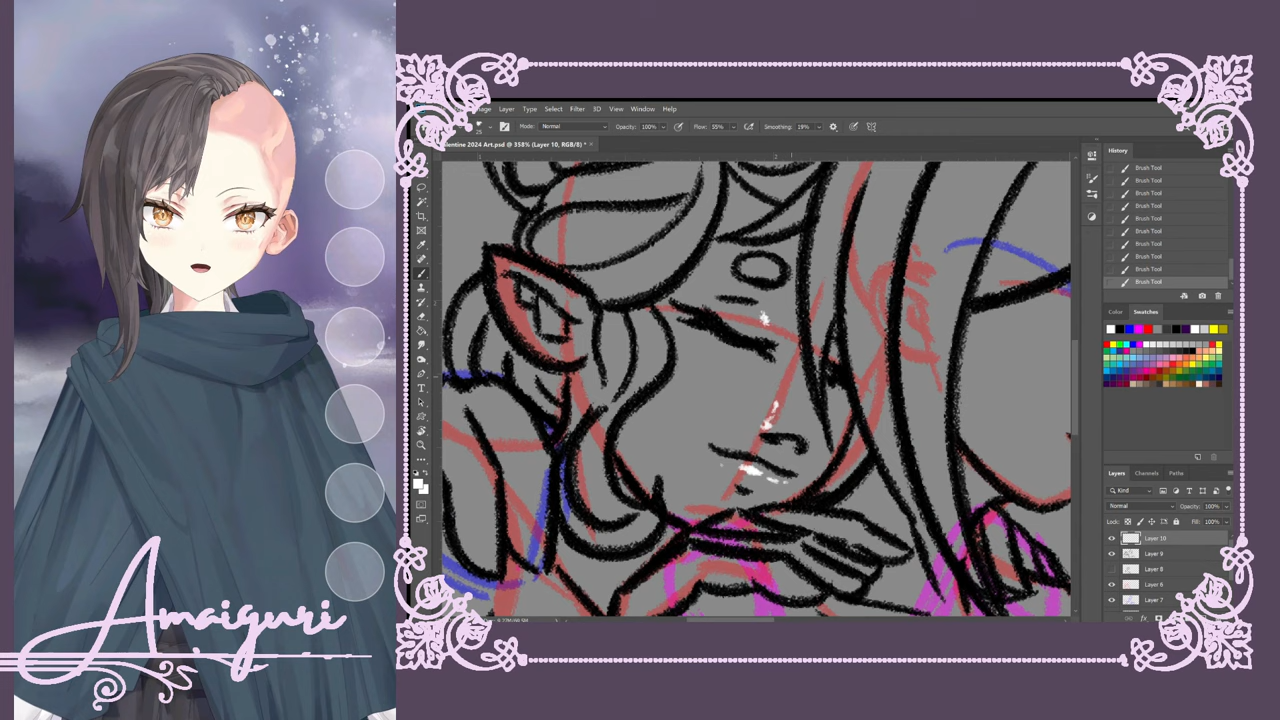 Layer Type Select Filter 3D View Window Help
Mode: Normal Opacity: 100% Flow: 55% Smoothing: 19%
entine 2024 Art.psd @ 358% (Layer 10, RGB/8) * ×
2
History
Brush Tool
Brush Tool
Brush Tool
Brush Tool
Brush Tool
Brush Tool
Brush Tool
Brush Tool
Brush Tool
Brush Tool
Color Swatches
Layers Channels Paths
Kind
Normal Opacity: 100%
Lock: Fill: 100%
Layer 10
Layer 9
Layer 8
Layer 6
Layer 7
Amaiguri